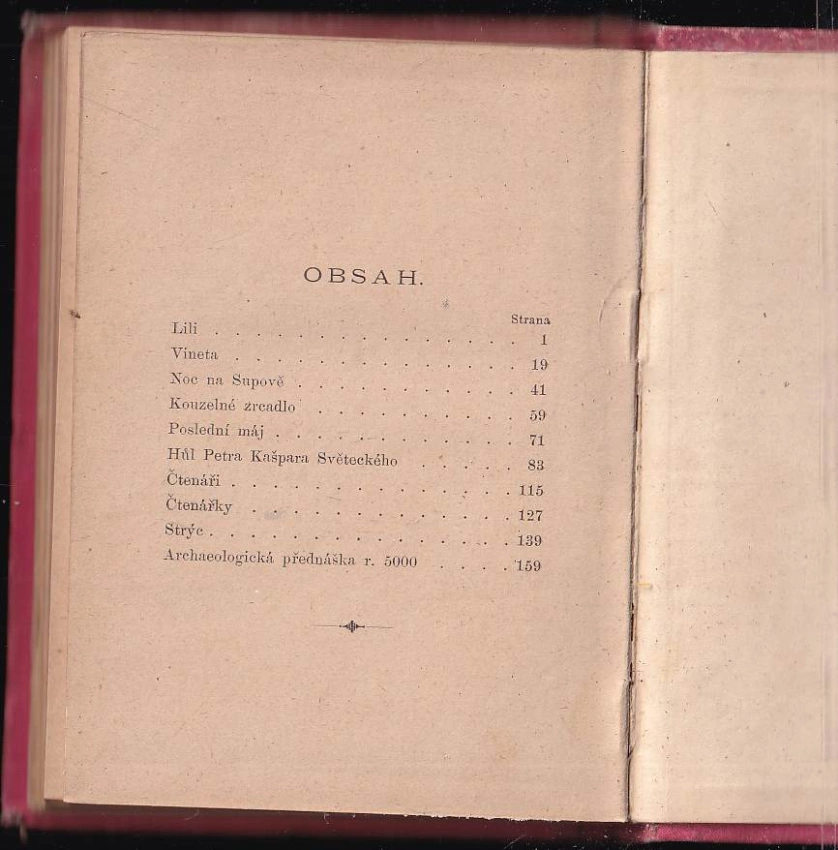 OBSAH.
Strana
Lili . . . . . . . . . . . . . . 1
Vineta . . . . . . . . . . . . . 19
Noc na Supově . . . . . . . . . . 41
Kouzelné zrcadlo . . . . . . . . . 59
Poslední máj . . . . . . . . . . . 71
Hůl Petra Kašpara Světeckého . . . . . 83
Čtenáři . . . . . . . . . . . . . 115
Čtenářky . . . . . . . . . . . . 127
Strýc . . . . . . . . . . . . . . 139
Archaeologická přednáška r. 5000 . . . . 159